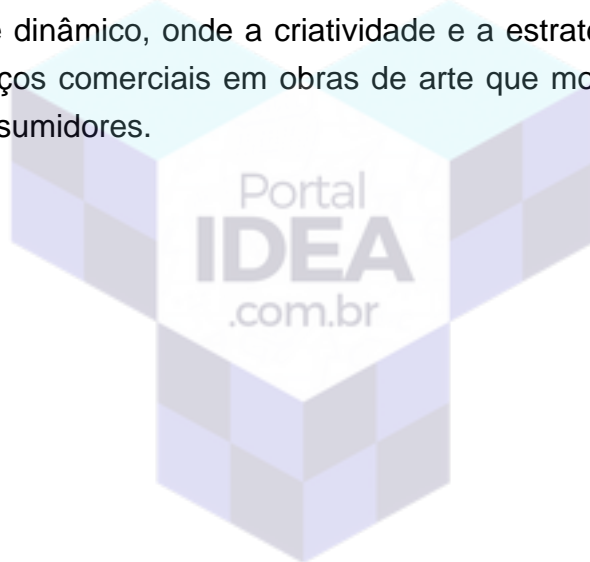 e dinâmico, onde a criatividade e a estrat
ços comerciais em obras de arte que mo
sumidores.
Portal
IDEA
.com.br